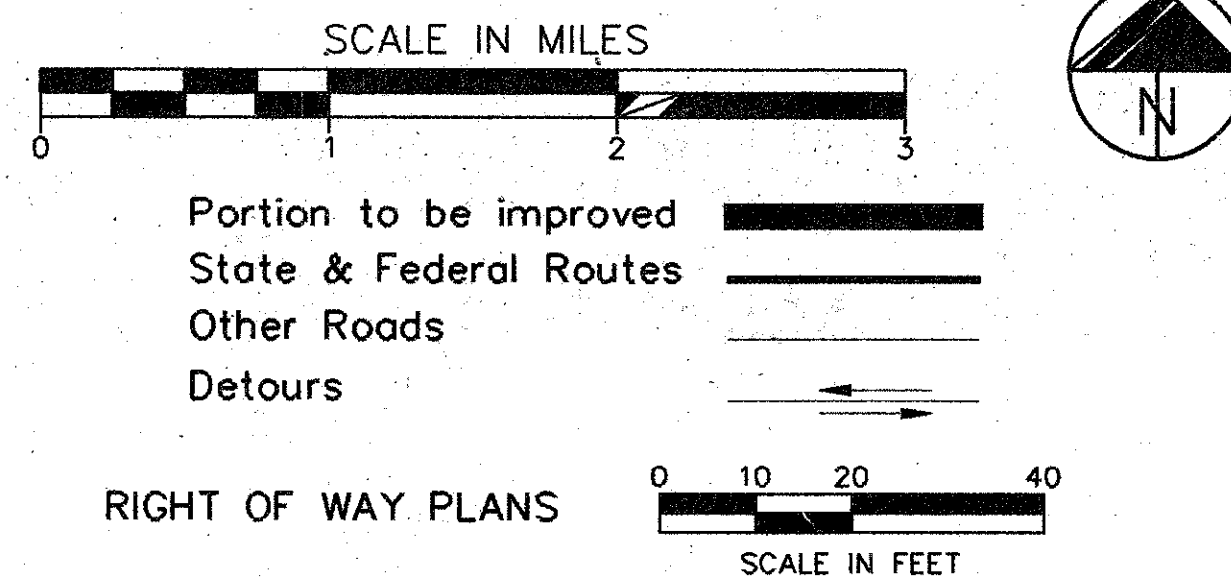 SCALE IN MILES
0 1 2 3
N
Portion to be improved
State & Federal Routes
Other Roads
Detours
0 10 20 40
RIGHT OF WAY PLANS
SCALE IN FEET